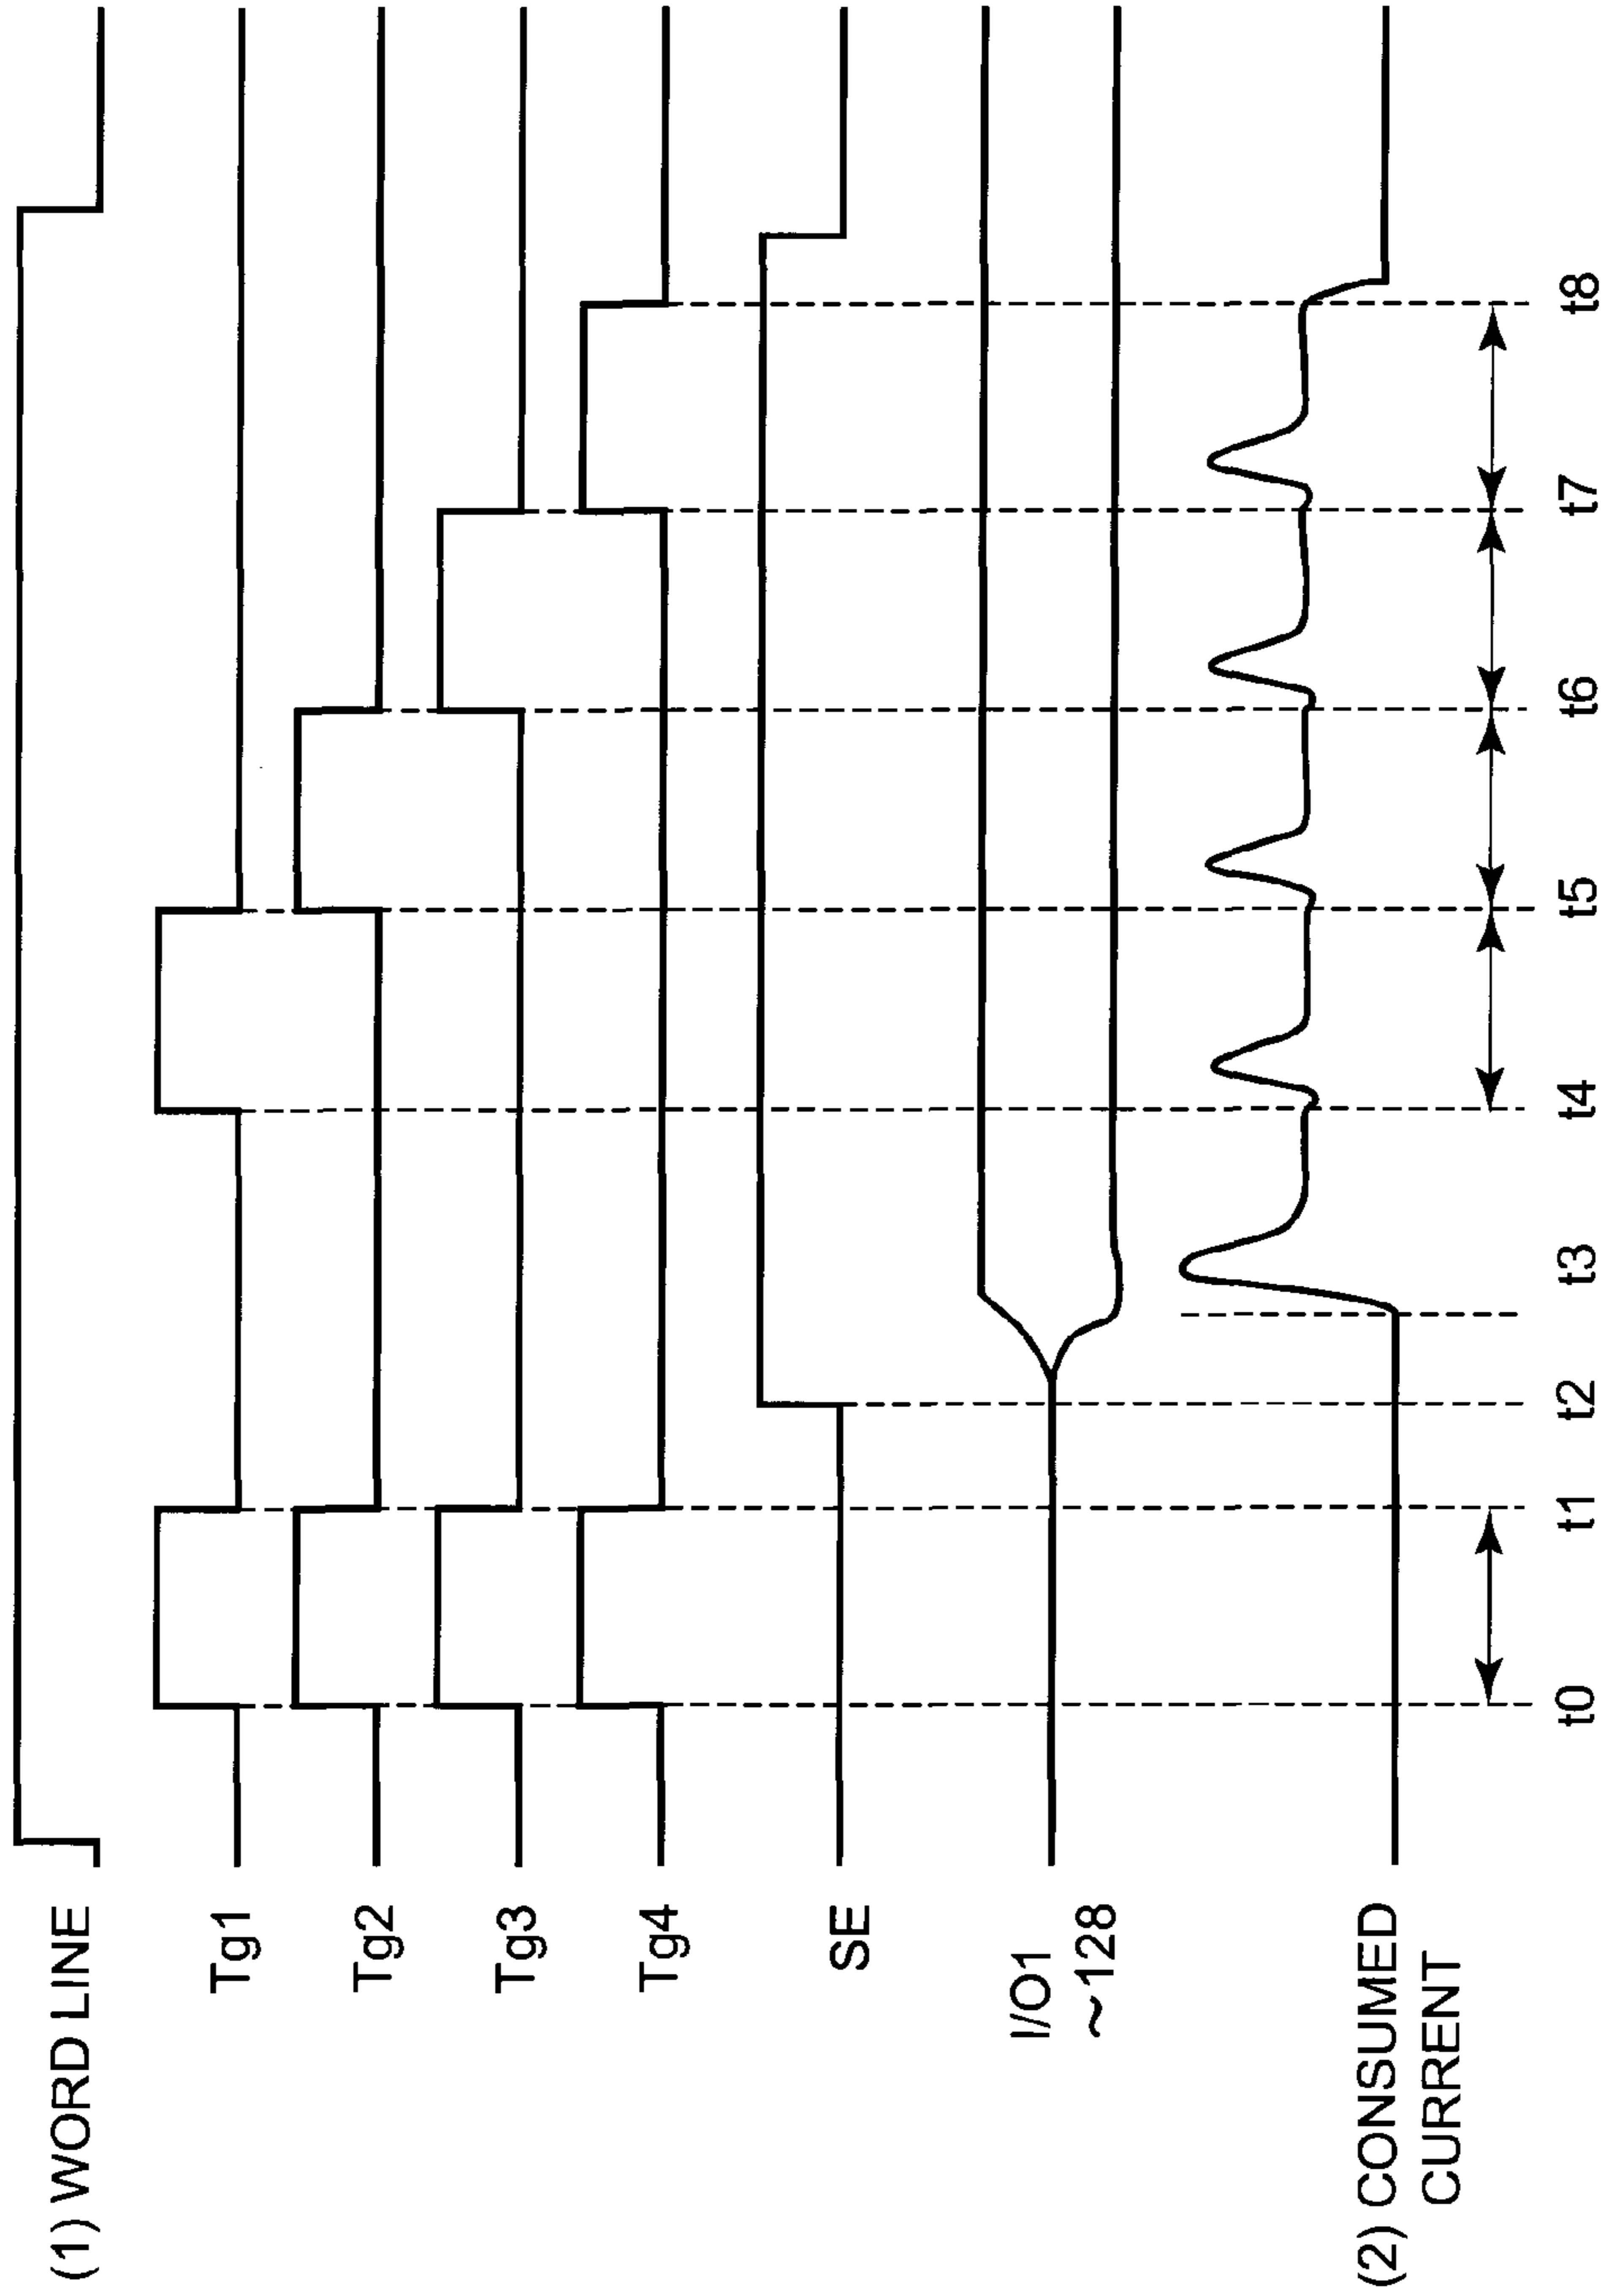 (1) WORD LINE
Tg1
Tg2
Tg3
Tg4
SE
I/O1
~128
(2) CONSUMED
CURRENT
t0 t1 t2 t3 t4 t5 t6 t7 t8